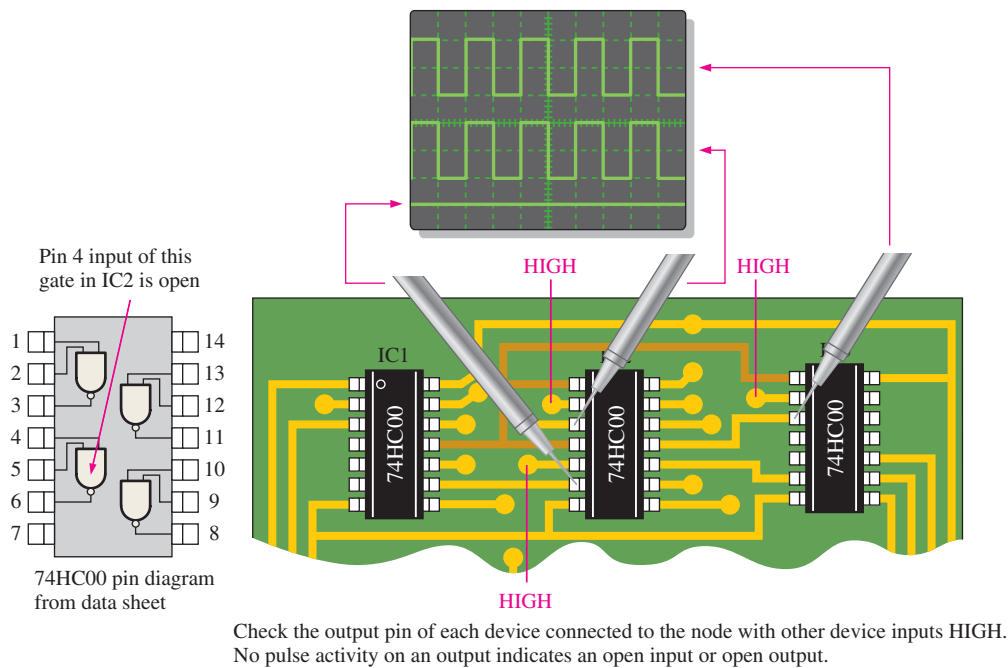 Pin 4 input of this
gate in IC2 is open
HIGH
HIGH
1
2
3
4
5
6
7
14
13
12
11
10
9
8
IC1
74HC00
74HC00
74HC00
HIGH
74HC00 pin diagram
from data sheet
Check the output pin of each device connected to the node with other device inputs HIGH.
No pulse activity on an output indicates an open input or open output.